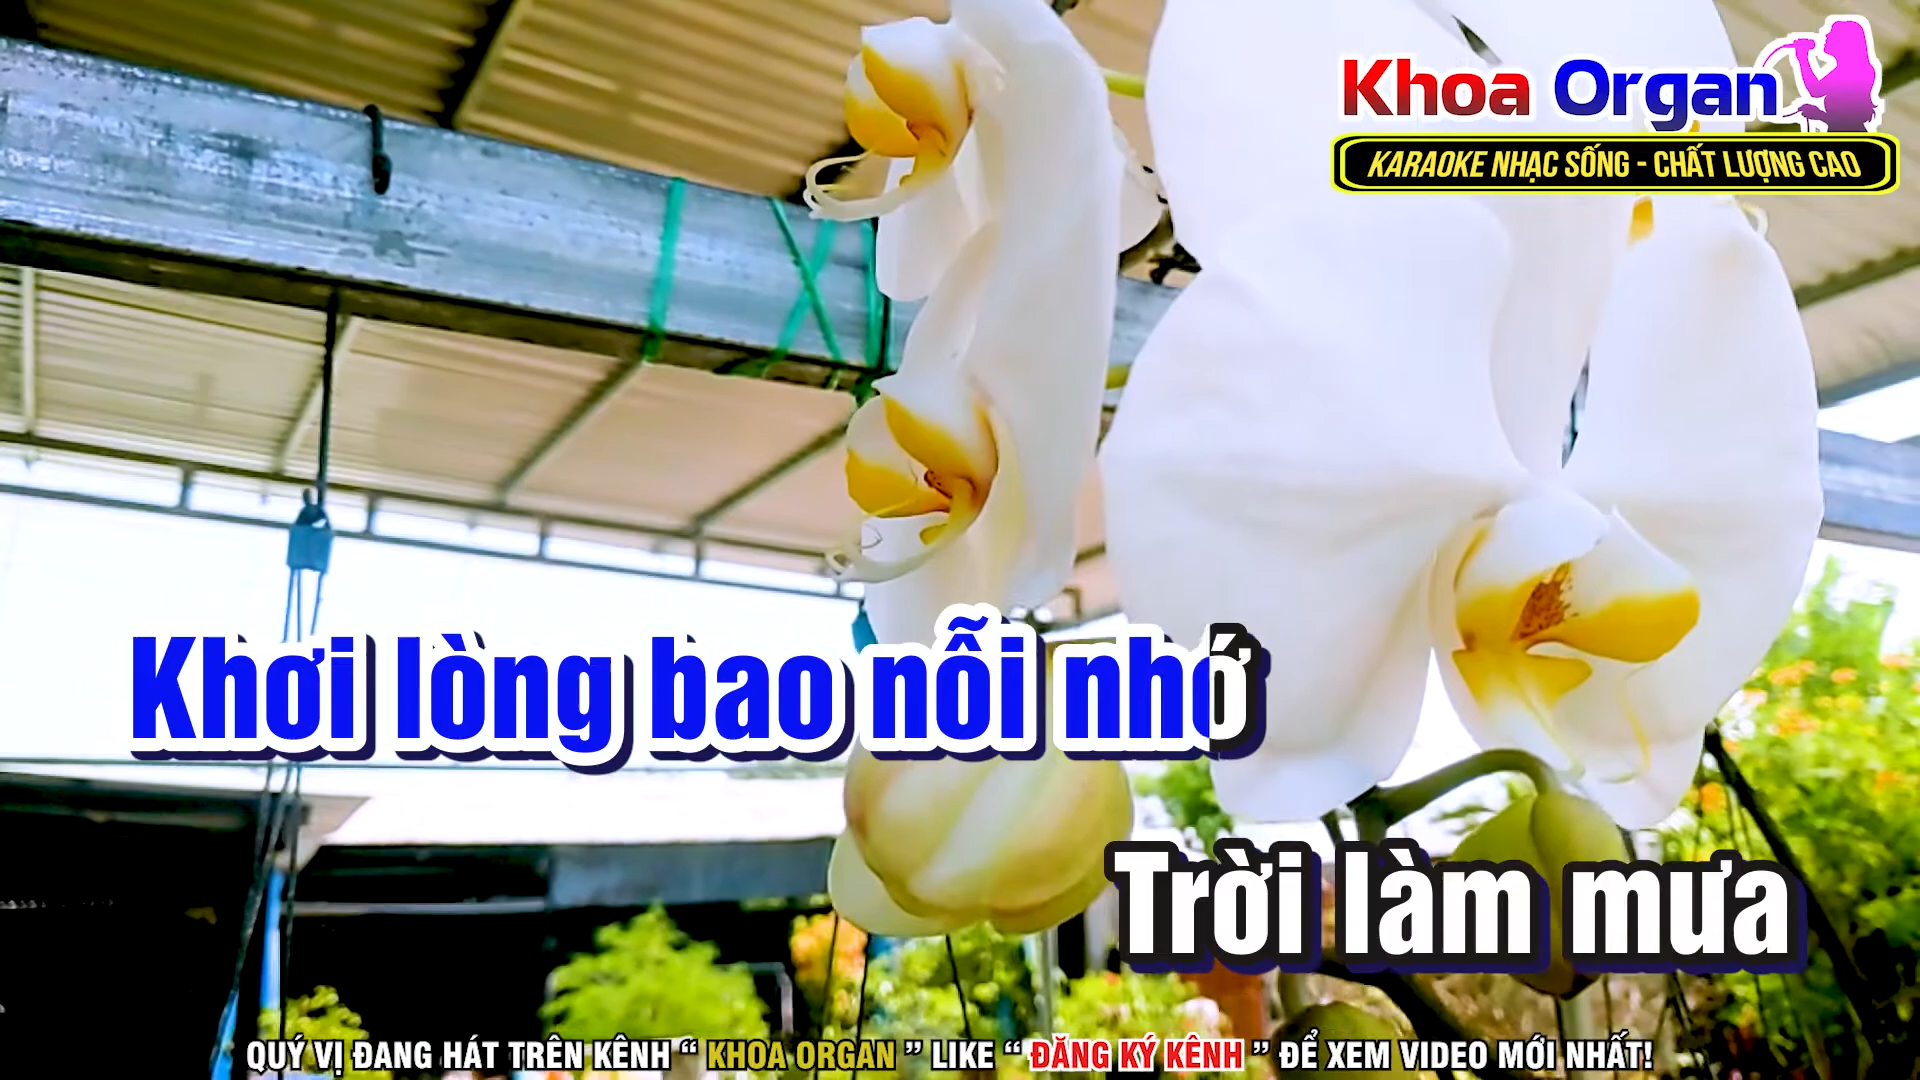 Khoa Organ
KARAOKE NHẠC SỐNG - CHẤT LƯỢNG CAO
Khơi lòng bao nỗi nhớ
Trời làm mưa
QUÝ VỊ ĐANG HÁT TRÊN KÊNH “ KHOA ORGAN ” LIKE “ ĐĂNG KÝ KÊNH ” ĐỂ XEM VIDEO MỚI NHẤT!